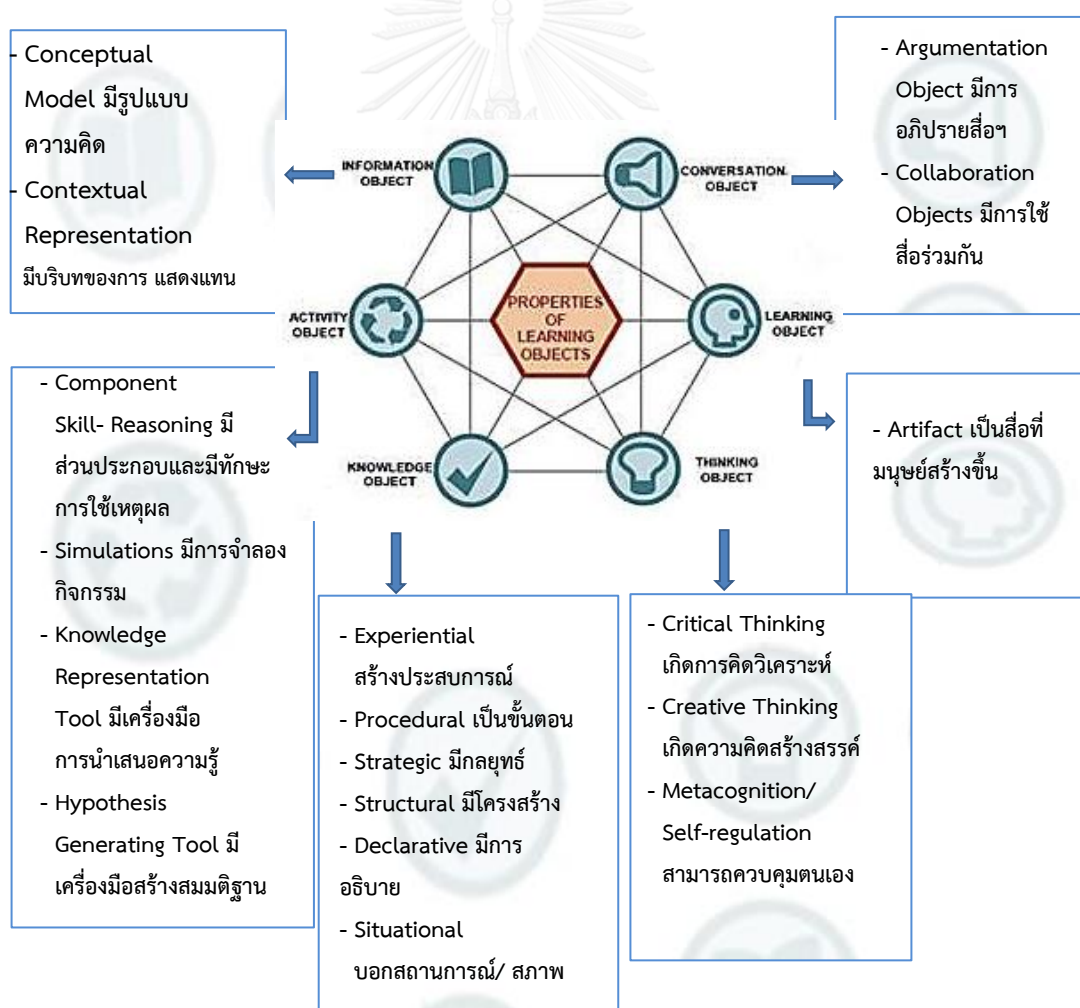 - Conceptual
Model มีรูปแบบ
ความคิด
- Contextual
Representation
มีบริบทของการ แสดงแทน
- Argumentation
Object มีการ
อภิปรายสื่อฯ
- Collaboration
Objects มีการใช้
สื่อร่วมกัน
INFORMATION
OBJECT
CONVERSATION
OBJECT
ACTIVITY
OBJECT
PROPERTIES
OF
LEARNING
OBJECTS
LEARNING
OBJECT
KNOWLEDGE
OBJECT
THINKING
OBJECT
- Component
Skill- Reasoning มี
ส่วนประกอบและมีทักษะ
การใช้เหตุผล
- Simulations มีการจำลอง
กิจกรรม
- Knowledge
Representation
Tool มีเครื่องมือ
การนำเสนอความรู้
- Hypothesis
Generating Tool มี
เครื่องมือสร้างสมมติฐาน
- Experiential
สร้างประสบการณ์
- Procedural เป็นขั้นตอน
- Strategic มีกลยุทธ์
- Structural มีโครงสร้าง
- Declarative มีการ
อธิบาย
- Situational
บอกสถานการณ์/ สภาพ
- Critical Thinking
เกิดการคิดวิเคราะห์
- Creative Thinking
เกิดความคิดสร้างสรรค์
- Metacognition/
Self-regulation
สามารถควบคุมตนเอง
- Artifact เป็นสื่อที่
มนุษย์สร้างขึ้น